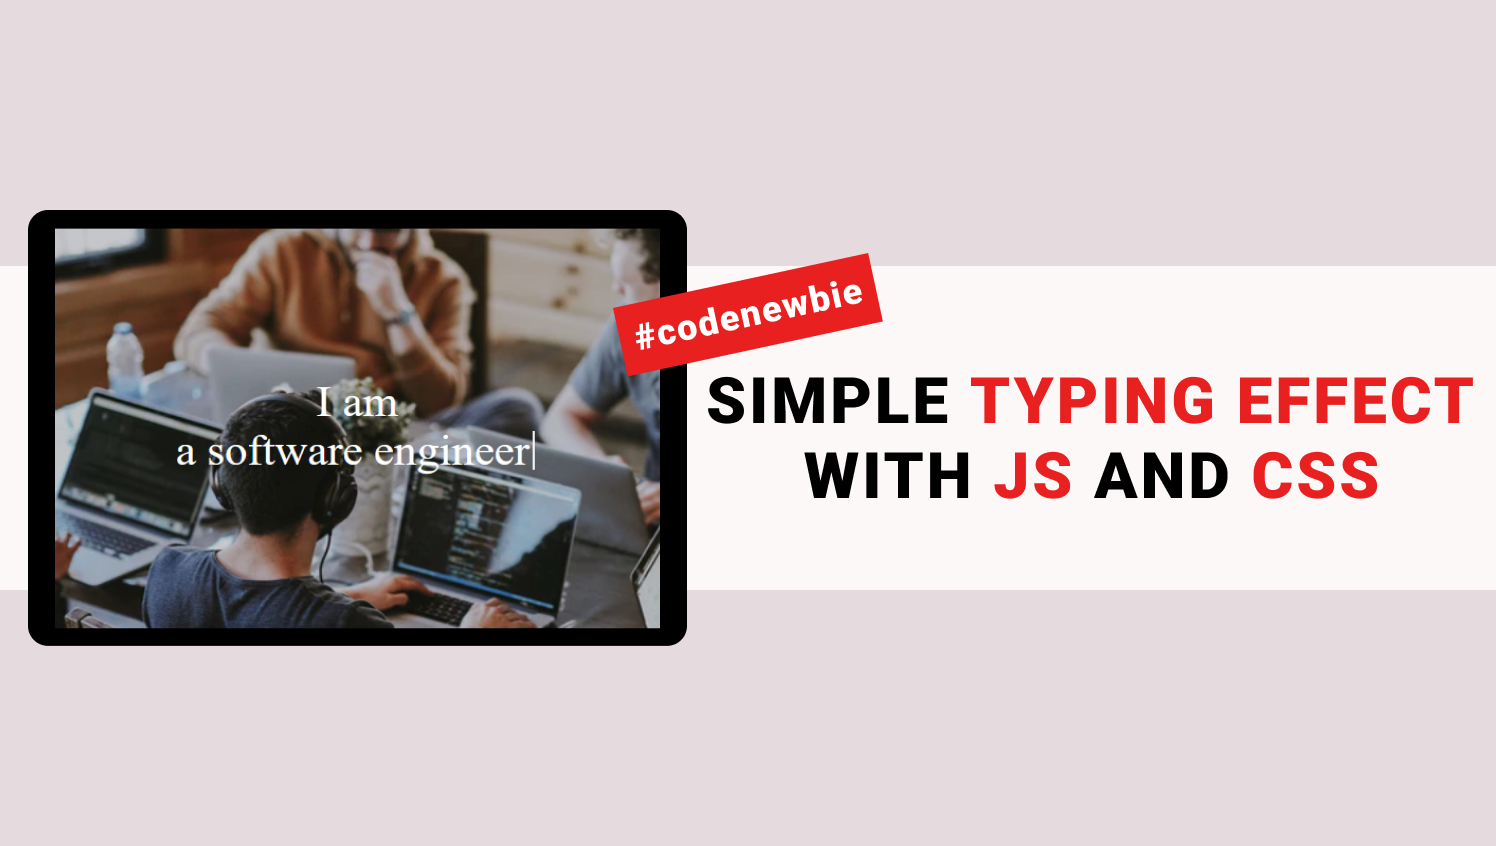 I am
a software engineer|
#codenewbie
SIMPLE TYPING EFFECT
WITH JS AND CSS